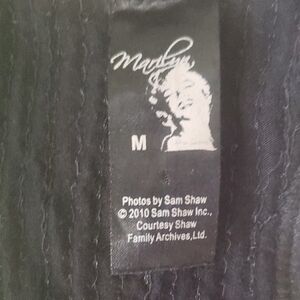 Marilyn
M
Photos by Sam Shaw
© 2010 Sam Shaw Inc.,
Courtesy Shaw
Family Archives,Ltd.